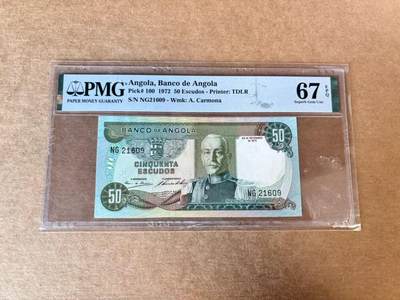 PMG
PAPER MONEY GUARANTY
Angola, Banco de Angola
Pick# 100 1972 50 Escudos - Printer: TDLR
S/N NG21609 - Wmk: A. Carmona
67 EPQ
Superb Gem Unc
BANCO DE ANGOLA
50
NG 21609
CINQUENTA
ESCUDOS
50
NG 21609